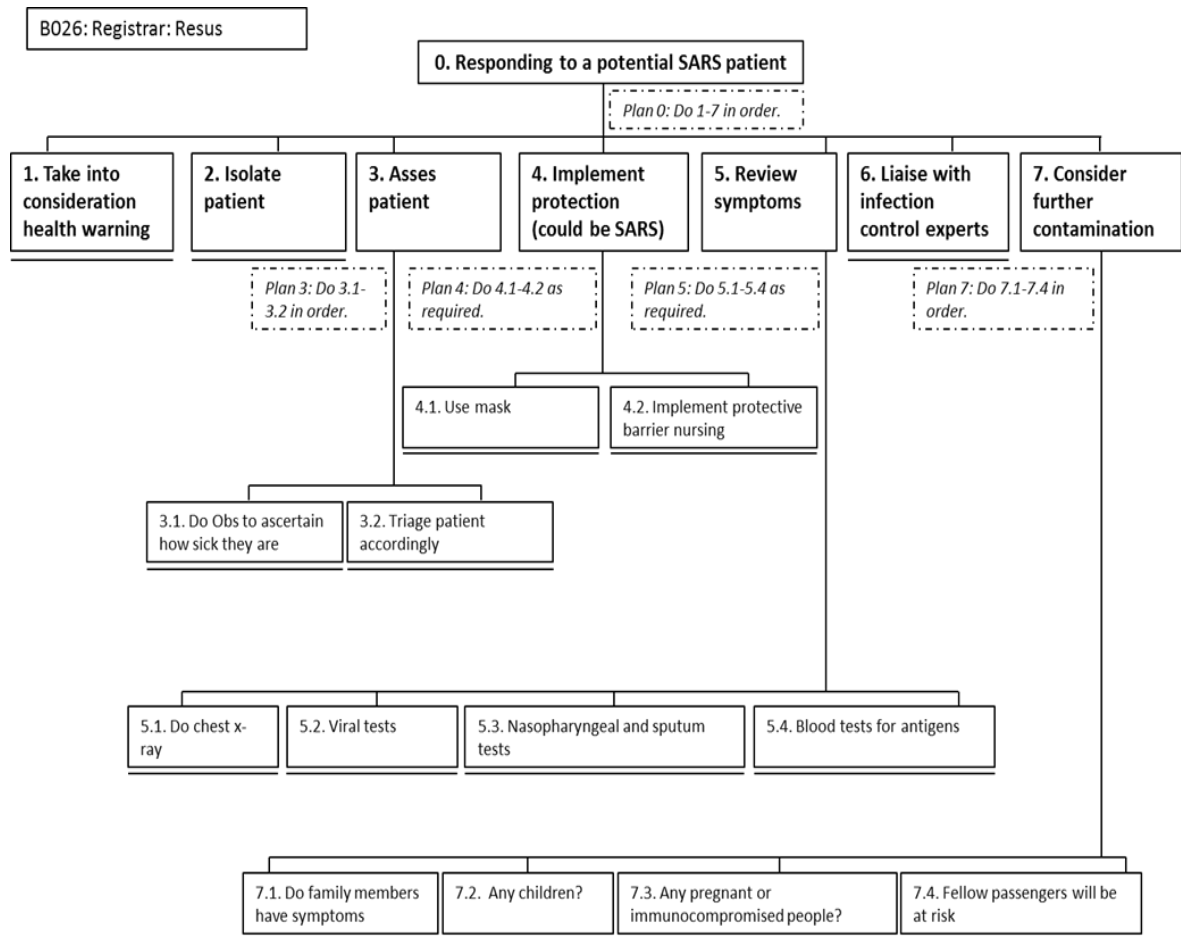 B026: Registrar: Resus
0. Responding to a potential SARS patient
Plan 0: Do 1-7 in order.
1. Take into
consideration
health warning
2. Isolate
patient
3. Asses
patient
4. Implement
protection
(could be SARS)
5. Review
symptoms
6. Liaise with
infection
control experts
7. Consider
further
contamination
Plan 3: Do 3.1-
3.2 in order.
Plan 4: Do 4.1-4.2 as
required.
Plan 5: Do 5.1-5.4 as
required.
Plan 7: Do 7.1-7.4 in
order.
4.1. Use mask
4.2. Implement protective
barrier nursing
3.1. Do Obs to ascertain
how sick they are
3.2. Triage patient
accordingly
5.1. Do chest x-
ray
5.2. Viral tests
5.3. Nasopharyngeal and sputum
tests
5.4. Blood tests for antigens
7.1. Do family members
have symptoms
7.2. Any children?
7.3. Any pregnant or
immunocompromised people?
7.4. Fellow passengers will be
at risk